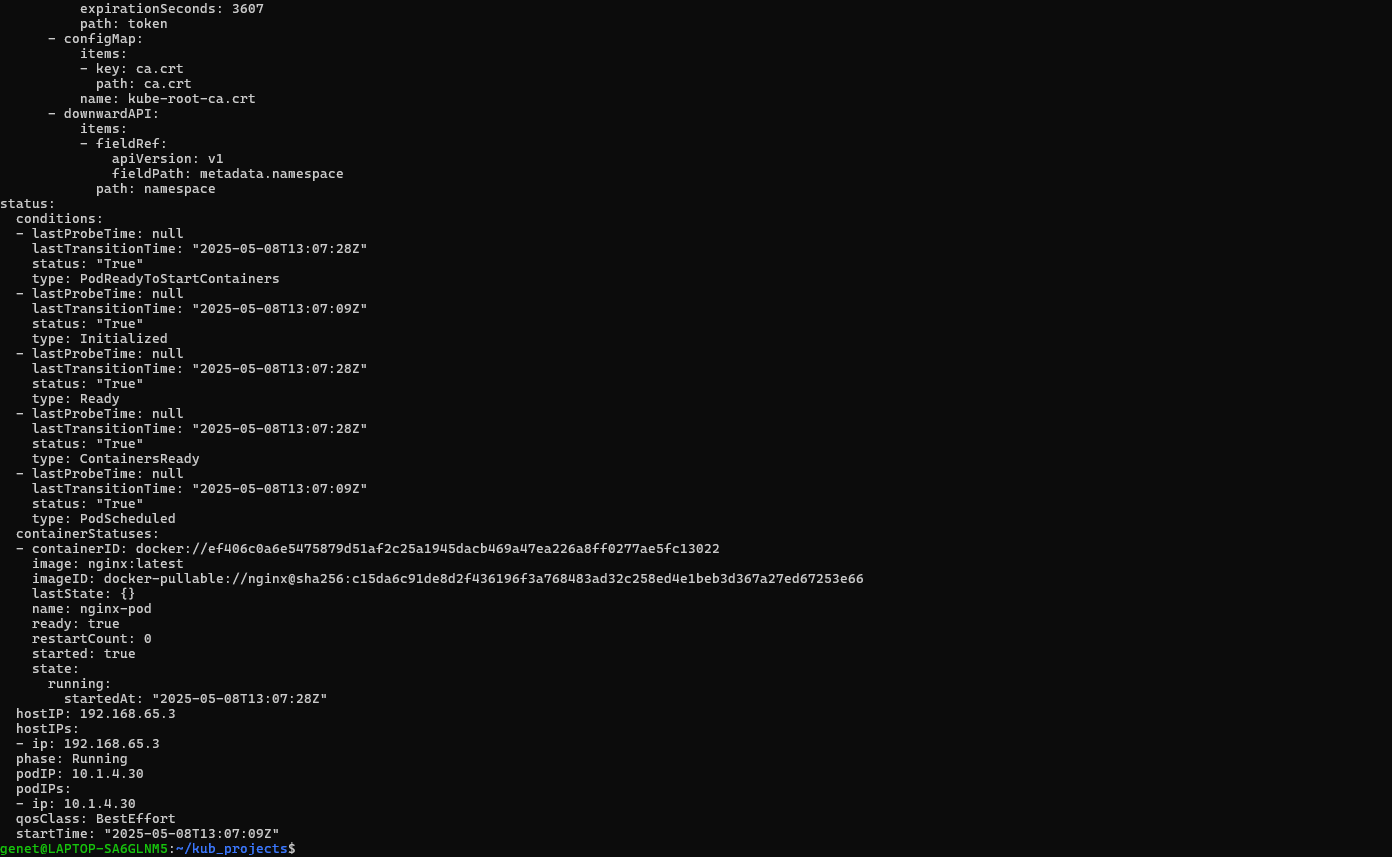 expirationSeconds: 3607
          path: token
      - configMap:
          items:
          - key: ca.crt
            path: ca.crt
          name: kube-root-ca.crt
      - downwardAPI:
          items:
          - fieldRef:
              apiVersion: v1
              fieldPath: metadata.namespace
            path: namespace
status:
  conditions:
  - lastProbeTime: null
    lastTransitionTime: "2025-05-08T13:07:28Z"
    status: "True"
    type: PodReadyToStartContainers
  - lastProbeTime: null
    lastTransitionTime: "2025-05-08T13:07:09Z"
    status: "True"
    type: Initialized
  - lastProbeTime: null
    lastTransitionTime: "2025-05-08T13:07:28Z"
    status: "True"
    type: Ready
  - lastProbeTime: null
    lastTransitionTime: "2025-05-08T13:07:28Z"
    status: "True"
    type: ContainersReady
  - lastProbeTime: null
    lastTransitionTime: "2025-05-08T13:07:09Z"
    status: "True"
    type: PodScheduled
  containerStatuses:
  - containerID: docker://ef406c0a6e5475879d51af2c25a1945dacb469a47ea226a8ff0277ae5fc13022
    image: nginx:latest
    imageID: docker-pullable://nginx@sha256:c15da6c91de8d2f436196f3a768483ad32c258ed4e1beb3d367a27ed67253e66
    lastState: {}
    name: nginx-pod
    ready: true
    restartCount: 0
    started: true
    state:
      running:
        startedAt: "2025-05-08T13:07:28Z"
  hostIP: 192.168.65.3
  hostIPs:
  - ip: 192.168.65.3
  phase: Running
  podIP: 10.1.4.30
  podIPs:
  - ip: 10.1.4.30
  qosClass: BestEffort
  startTime: "2025-05-08T13:07:09Z"
genet@LAPTOP-SA6GLNM5:~/kub_projects$